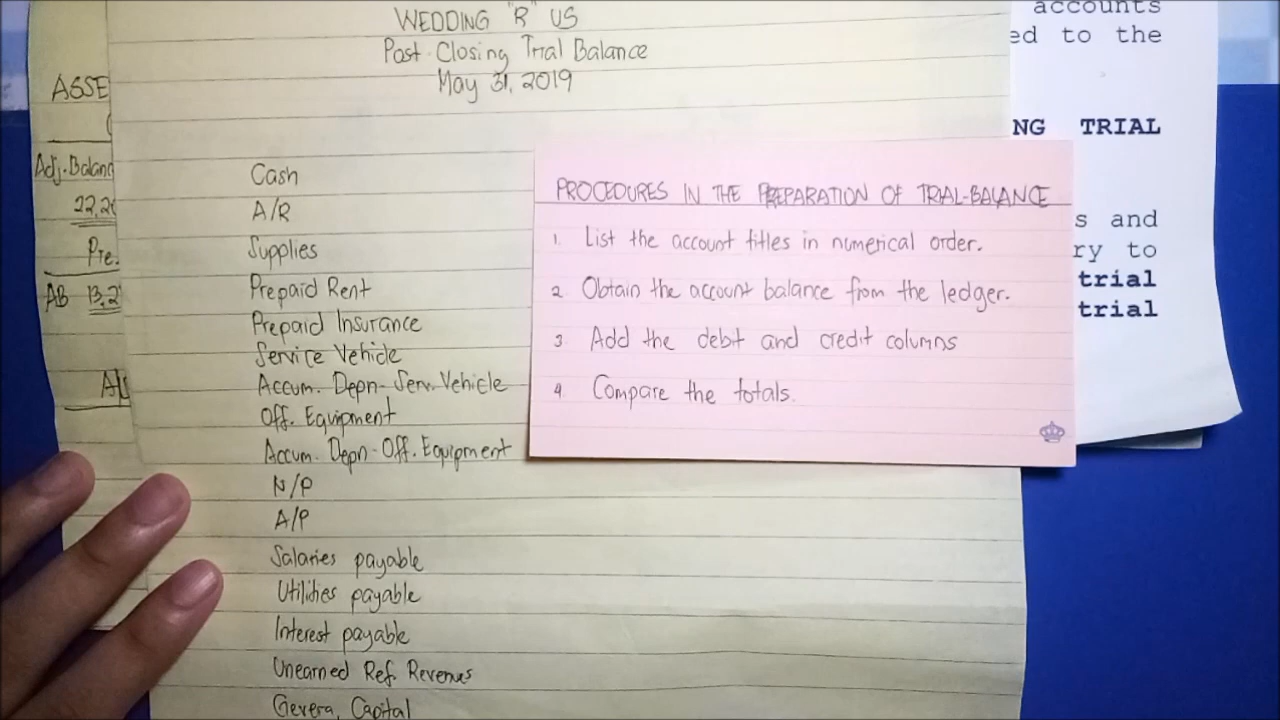 WEDDING "R" US
Post-Closing Trial Balance
May 31, 2019
Cash
A/R
Supplies
Prepaid Rent
Prepaid Insurance
Service Vehicle
Accum. Depn-Serv. Vehicle
Off. Equipment
Accum. Depn-Off. Equipment
N/P
A/P
Salaries payable
Utilities payable
Interest payable
Unearned Ref. Revenues
Gevera, Capital
PROCEDURES IN THE PREPARATION OF TRIAL-BALANCE
1. List the account titles in numerical order.
2. Obtain the account balance from the ledger.
3. Add the debit and credit columns
4. Compare the totals.
ASSE
Adj. Balanc
22,2
Pre.
AB 13,2
accounts
ed to the
NG TRIAL
s and
ry to
trial
trial